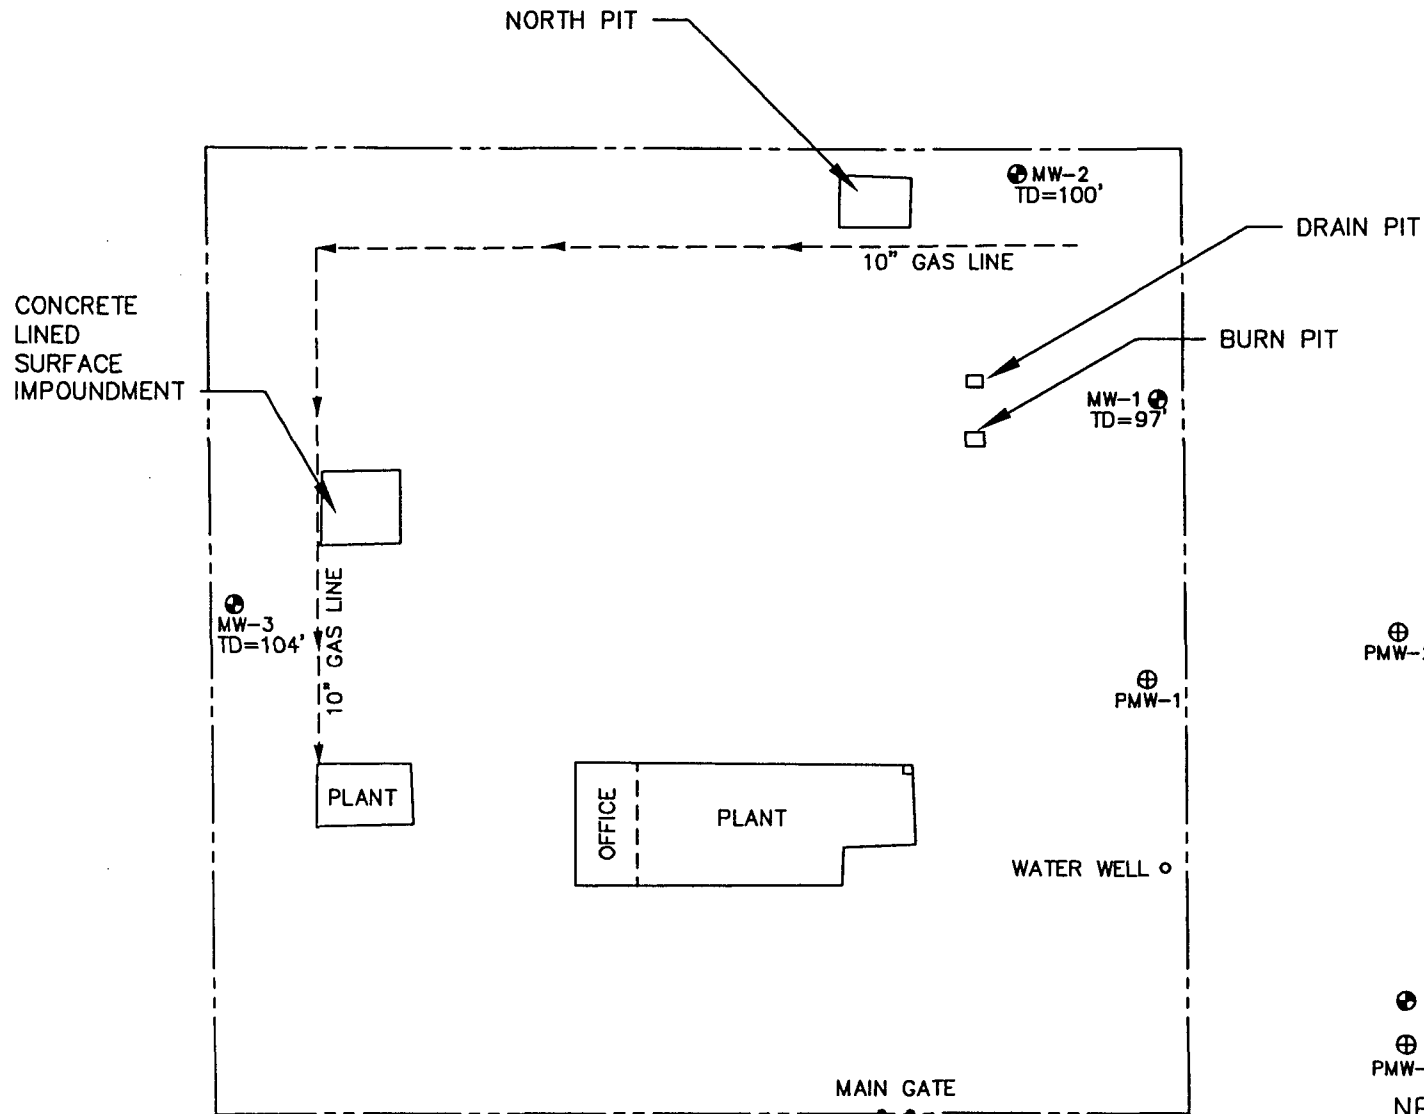 NORTH PIT
MW-2
TD=100'
DRAIN PIT
10" GAS LINE
CONCRETE
LINED
SURFACE
IMPOUNDMENT
BURN PIT
MW-1
TD=97'
MW-3
TD=104'
10" GAS LINE
PMW-1
PLANT
OFFICE
PLANT
WATER WELL
MAIN GATE